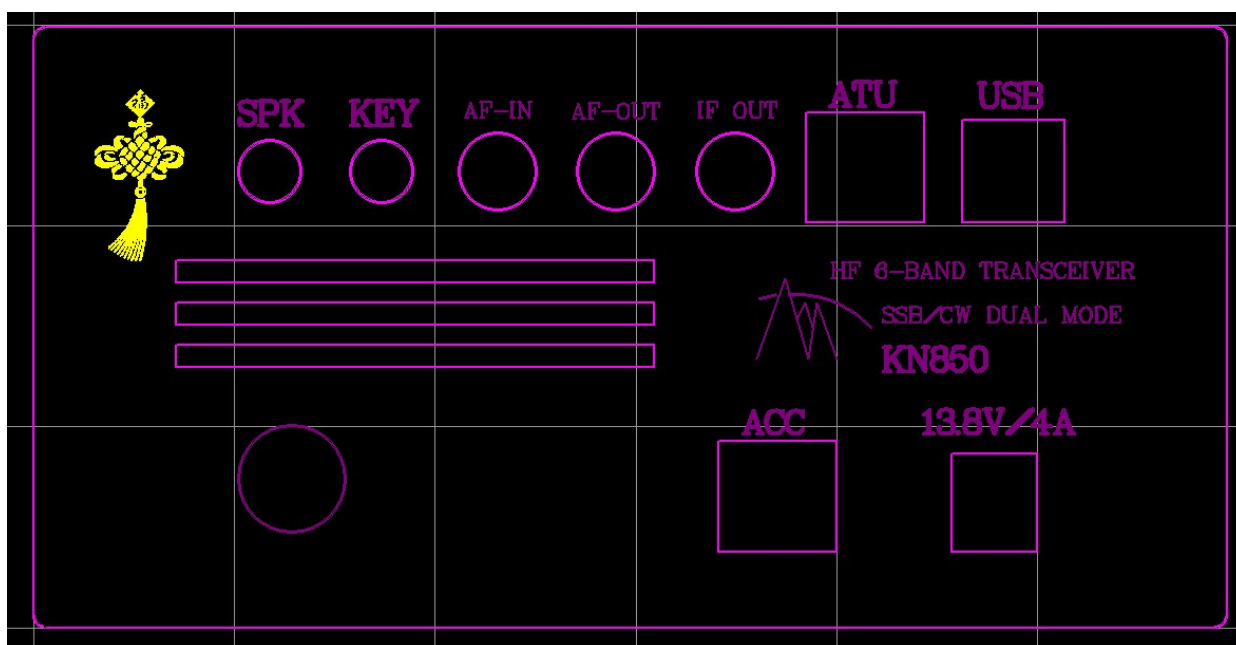 SPK KEY AF-IN AF-OUT IF OUT ATU USB
HF 6-BAND TRANSCEIVER
SSB/CW DUAL MODE
KN850
ACC 13.8V/4A